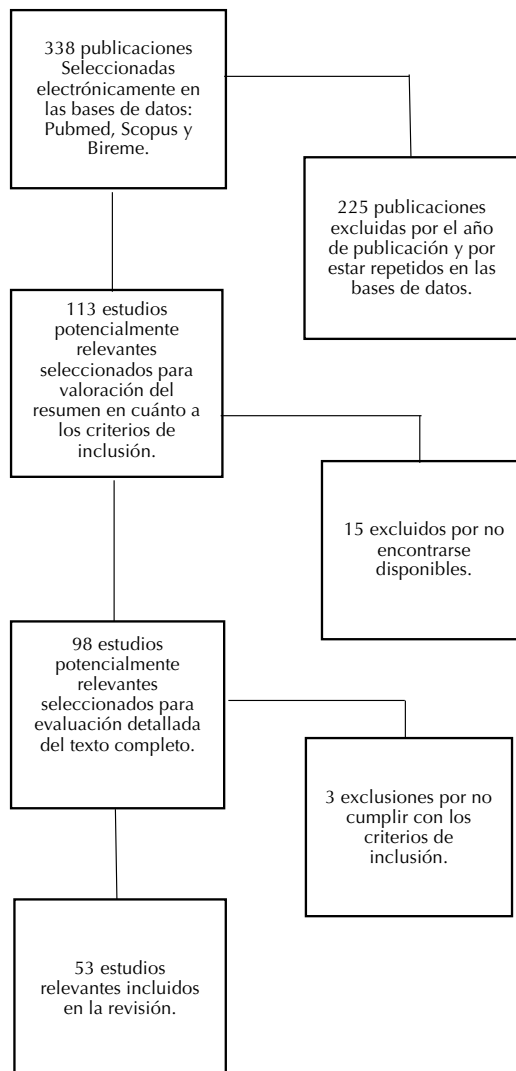 338 publicaciones
Seleccionadas
electrónicamente en
las bases de datos:
Pubmed, Scopus y
Bireme.
225 publicaciones
excluidas por el año
de publicación y por
estar repetidos en las
bases de datos.
113 estudios
potencialmente
relevantes
seleccionados para
valoración del
resumen en cuánto a
los criterios de
inclusión.
15 excluidos por no
encontrarse
disponibles.
98 estudios
potencialmente
relevantes
seleccionados para
evaluación detallada
del texto completo.
3 exclusiones por no
cumplir con los
criterios de
inclusión.
53 estudios
relevantes incluidos
en la revisión.